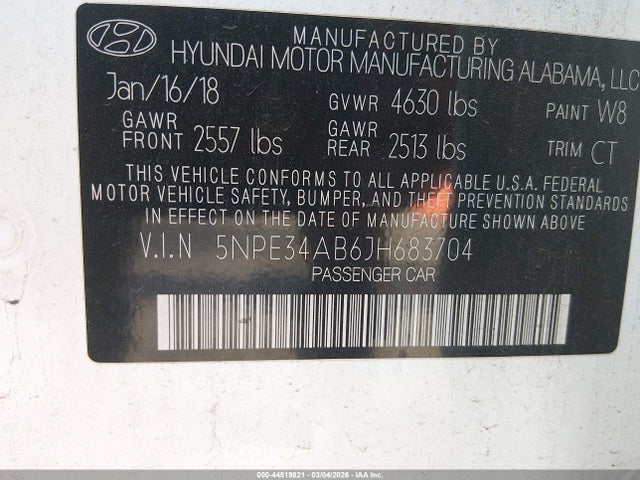 MANUFACTURED BY
HYUNDAI MOTOR MANUFACTURING ALABAMA, LLC
Jan/16/18 GVWR 4630 lbs PAINT W8
GAWR FRONT 2557 lbs GAWR REAR 2513 lbs TRIM CT
THIS VEHICLE CONFORMS TO ALL APPLICABLE U.S.A. FEDERAL
MOTOR VEHICLE SAFETY, BUMPER, AND THEFT PREVENTION STANDARDS
IN EFFECT ON THE DATE OF MANUFACTURE SHOWN ABOVE
V.I.N 5NPE34AB6JH683704
PASSENGER CAR
000-44519821 - 03/04/2026 - IAA Inc.